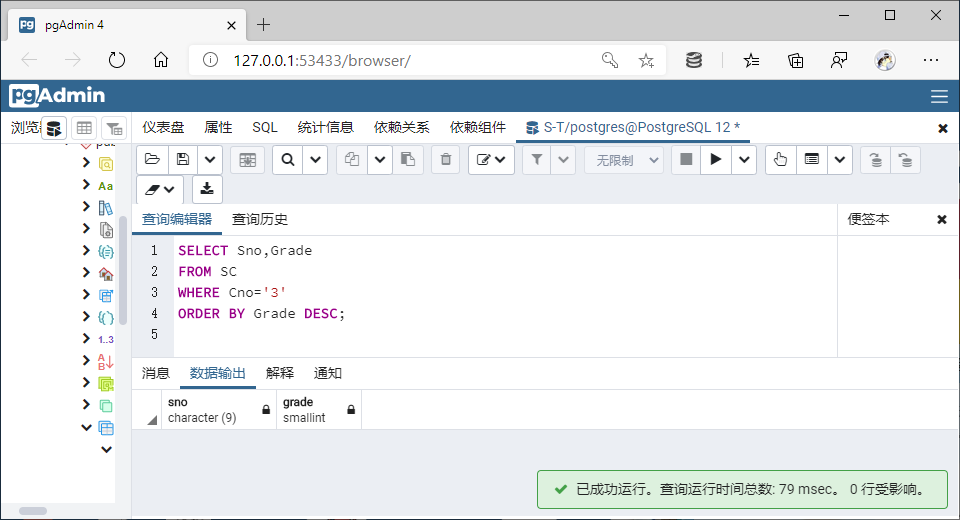 pgAdmin 4
127.0.0.1:53433/browser/
pgAdmin
浏览 仪表盘 属性 SQL 统计信息 依赖关系 依赖组件 S-T/postgres@PostgreSQL 12 *
无限制
Aa
1..3
A
B
查询编辑器 查询历史 便签本
1 SELECT Sno,Grade
2 FROM SC
3 WHERE Cno='3'
4 ORDER BY Grade DESC;
5
消息 数据输出 解释 通知
sno grade
character (9) smallint
已成功运行。查询运行时间总数: 79 msec。 0 行受影响。